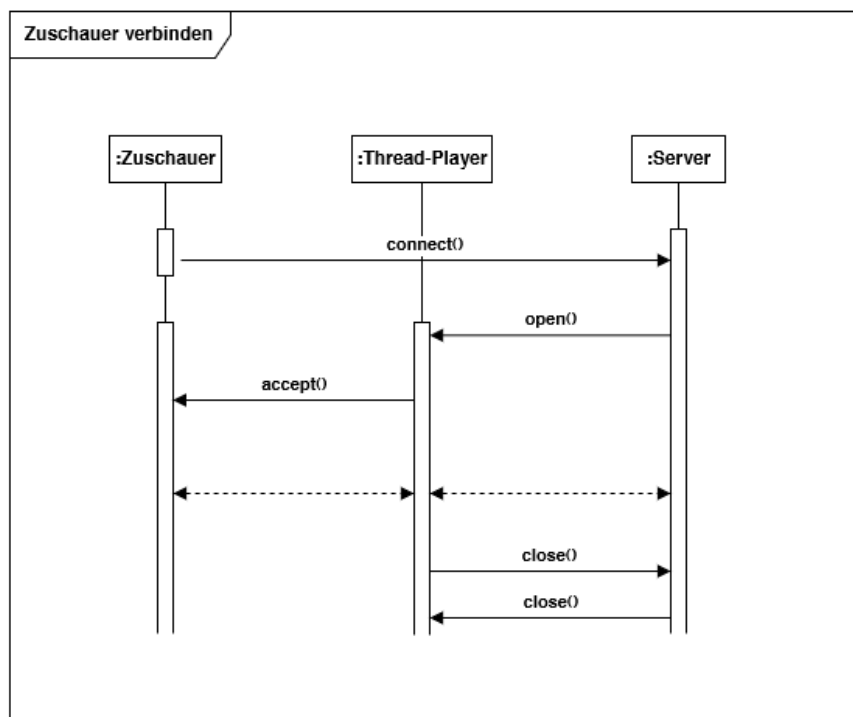 Zuschauer verbinden
:Zuschauer
:Thread-Player
:Server
connect()
open()
accept()
close()
close()